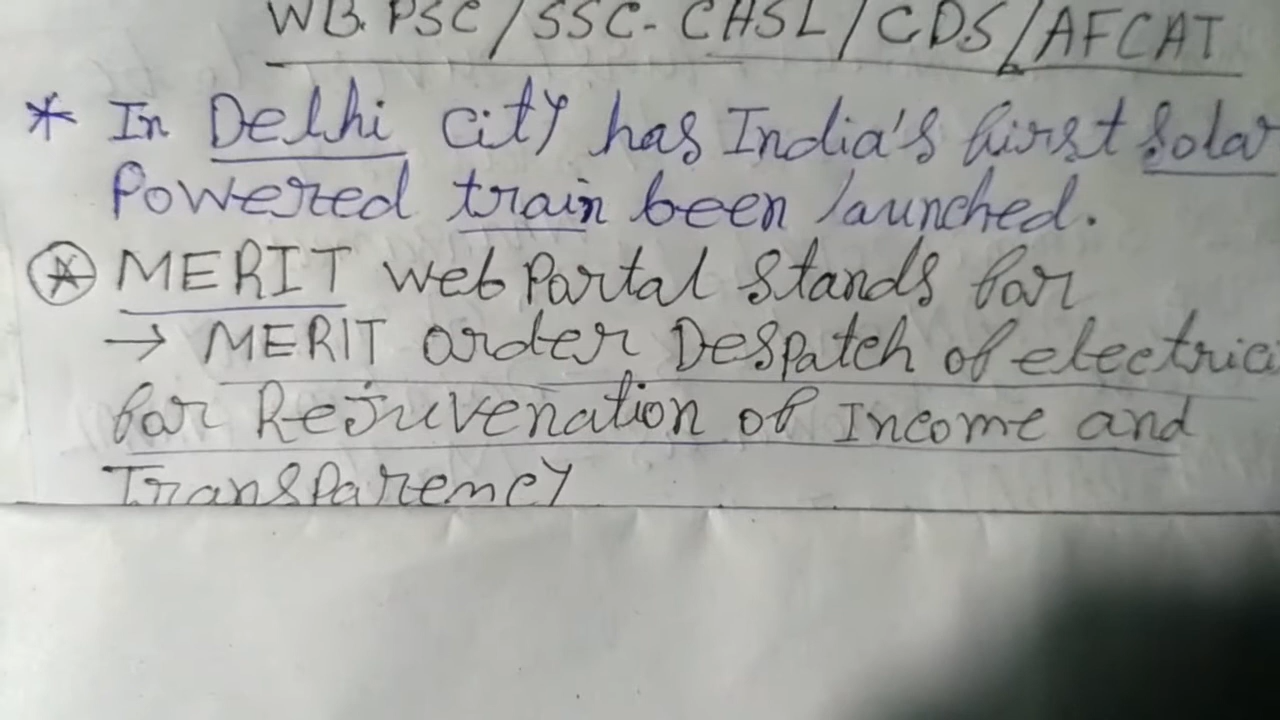 WB. PSC/SSC-CHSL/CDS/AFCAT
* In Delhi city has India's first Solar
Powered train been launched.
* MERIT web Portal stands for
→ MERIT order Despatch of electrici
for Rejuvenation of Income and
Transparency